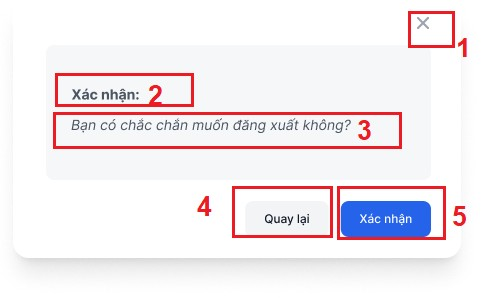 1
Xác nhận: 2
Bạn có chắc chắn muốn đăng xuất không? 3
4 Quay lại Xác nhận 5